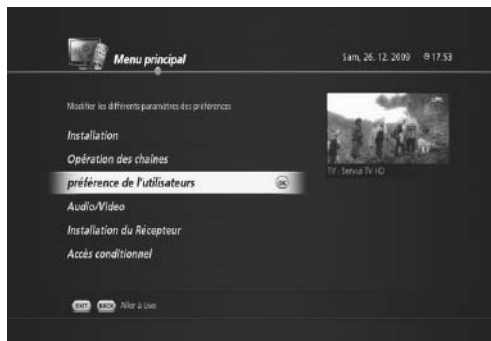 Menu principal
Sam, 26. 12. 2009 17:53
Modifier les différents paramètres des préférences
Installation
Opération des chaînes
préférence de l'utilisateurs OK
TV : Servus TV HD
Audio/Video
Installation du Récepteur
Accès conditionnel
EXIT BACK Aller à Live